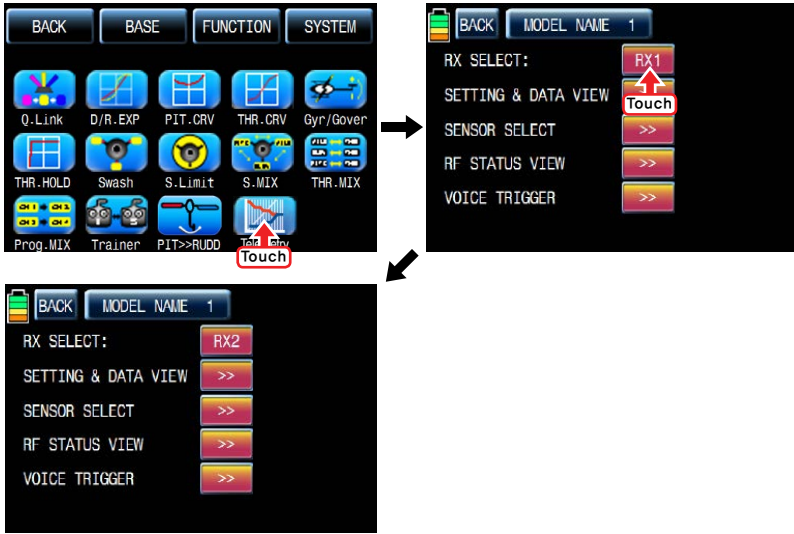 BACK BASE FUNCTION SYSTEM
Q.Link D/R.EXP PIT.CRV THR.CRV Gyr/Gover
THR.HOLD Swash S.Limit S.MIX THR.MIX
Prog.MIX Trainer PIT>>RUDD Telemetry
Touch
BACK MODEL NAME 1
RX SELECT: RX1
SETTING & DATA VIEW
Touch
SENSOR SELECT >>
RF STATUS VIEW >>
VOICE TRIGGER >>
BACK MODEL NAME 1
RX SELECT: RX2
SETTING & DATA VIEW >>
SENSOR SELECT >>
RF STATUS VIEW >>
VOICE TRIGGER >>